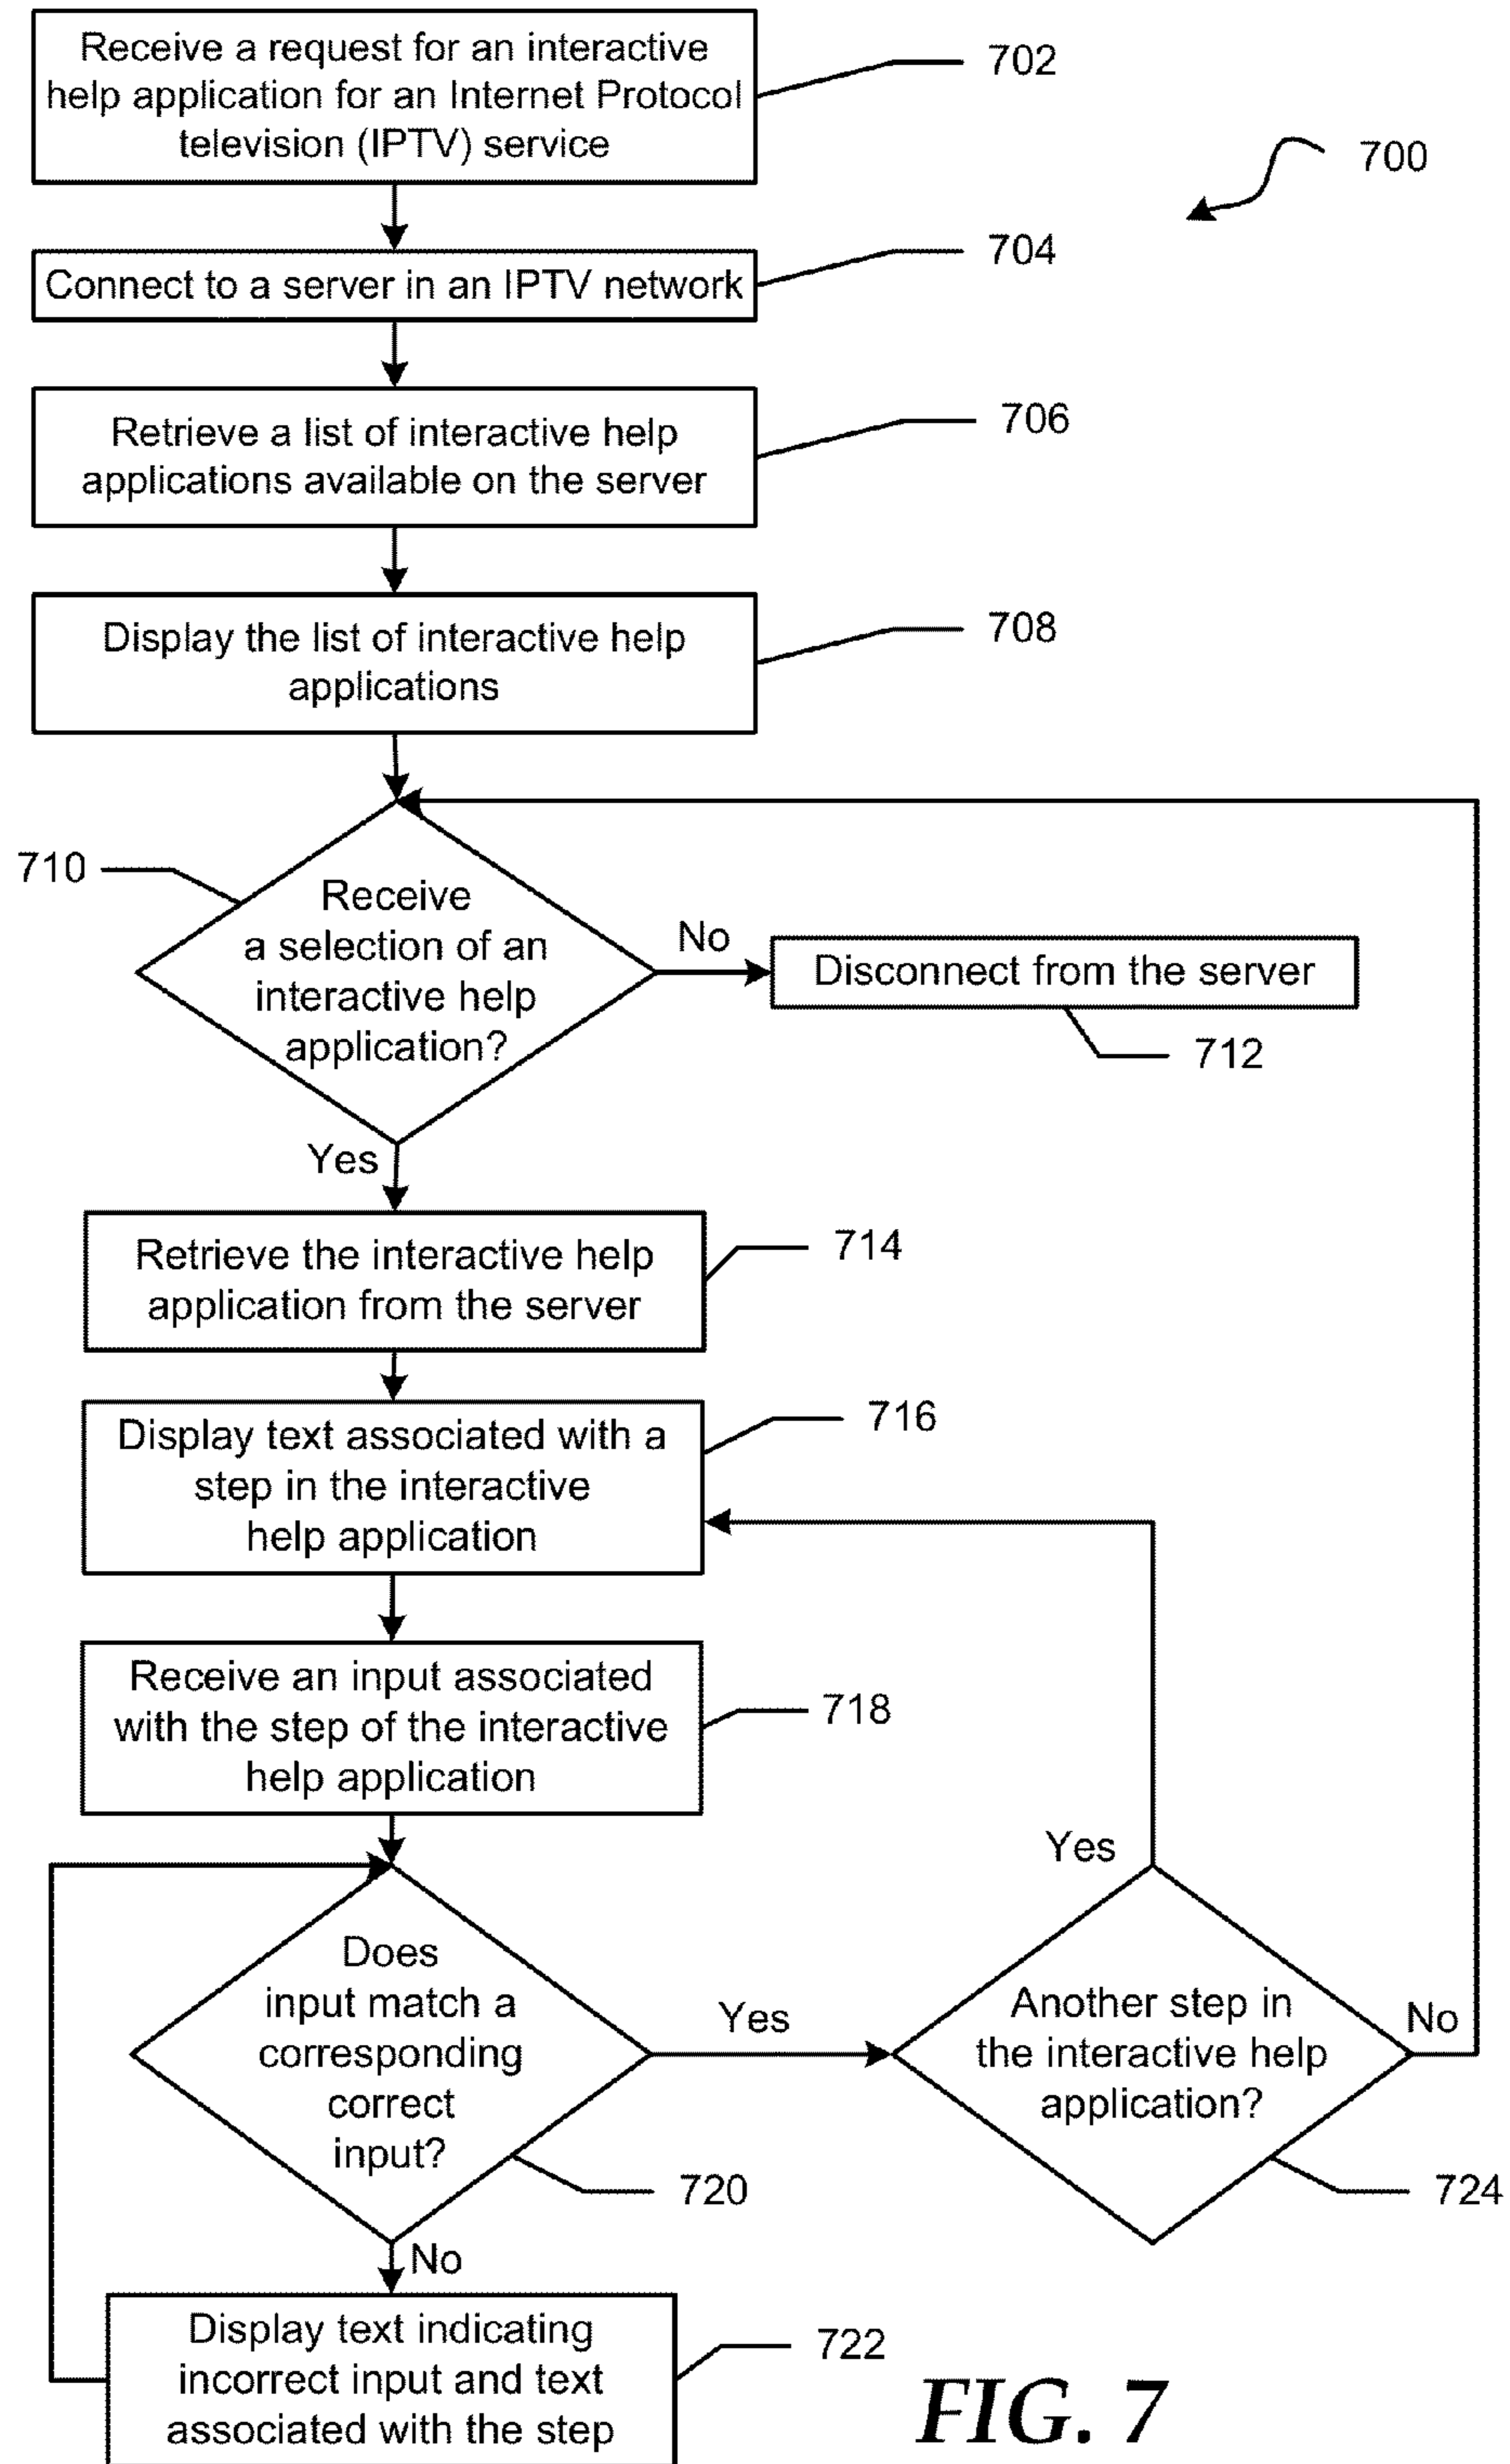 Receive a request for an interactive
help application for an Internet Protocol
television (IPTV) service
702
700
Connect to a server in an IPTV network
704
Retrieve a list of interactive help
applications available on the server
706
Display the list of interactive help
applications
708
710
Receive
a selection of an
interactive help
application?
No
Disconnect from the server
712
Yes
Retrieve the interactive help
application from the server
714
Display text associated with a
step in the interactive
help application
716
Receive an input associated
with the step of the interactive
help application
718
Does
input match a
corresponding
correct
input?
720
Yes
Yes
Another step in
the interactive help
application?
No
724
No
Display text indicating
incorrect input and text
associated with the step
722
FIG. 7